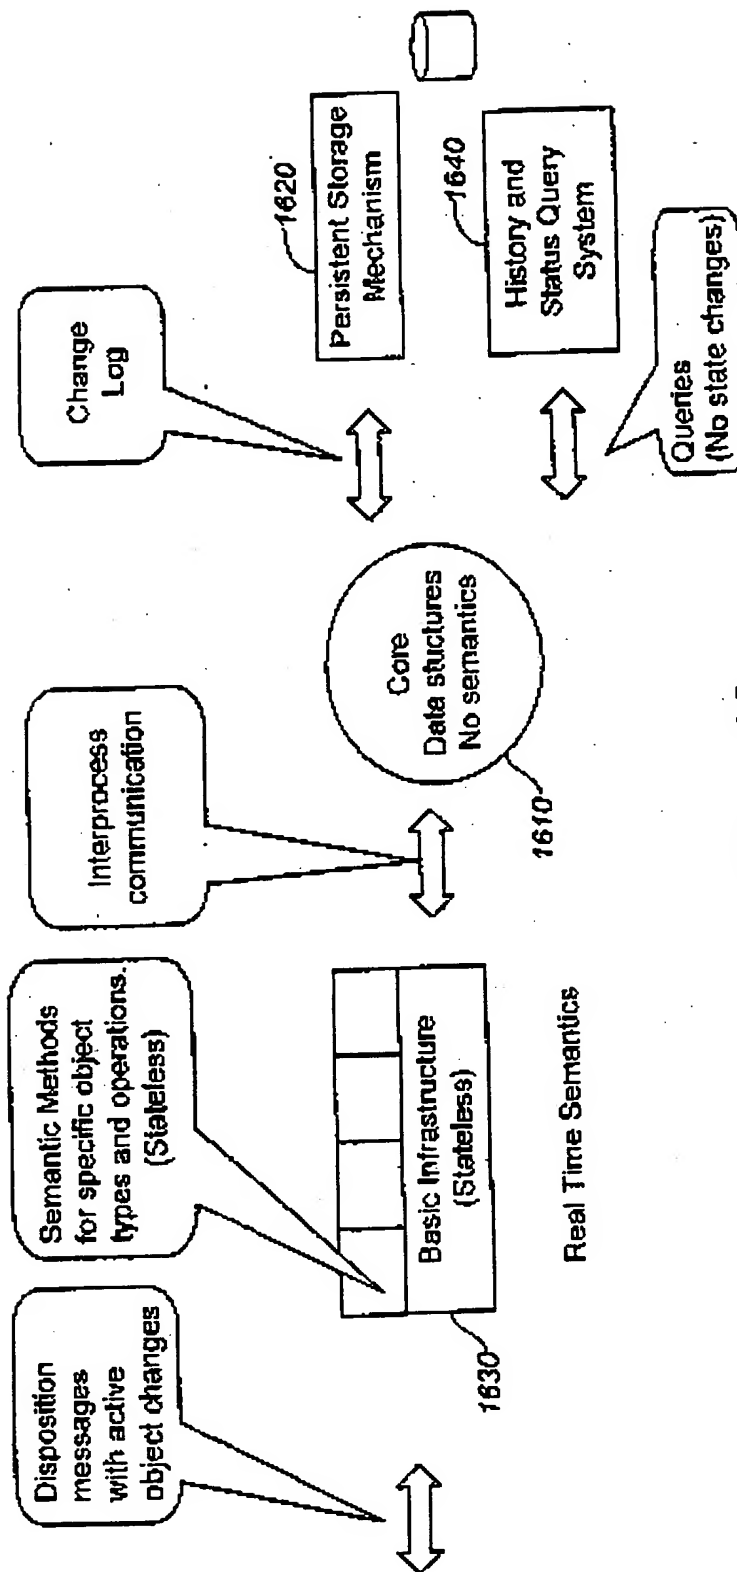 Disposition
messages
with active
object changes
Semantic Methods
for specific object
types and operations.
(Stateless)
Interprocess
communication
Change
Log
Basic Infrastructure
(Stateless)
1630
Real Time Semantics
Core
Data stuctures
No semantics
1610
1620
Persistent Storage
Mechanism
1640
History and
Status Query
System
Queries
(No state changes)